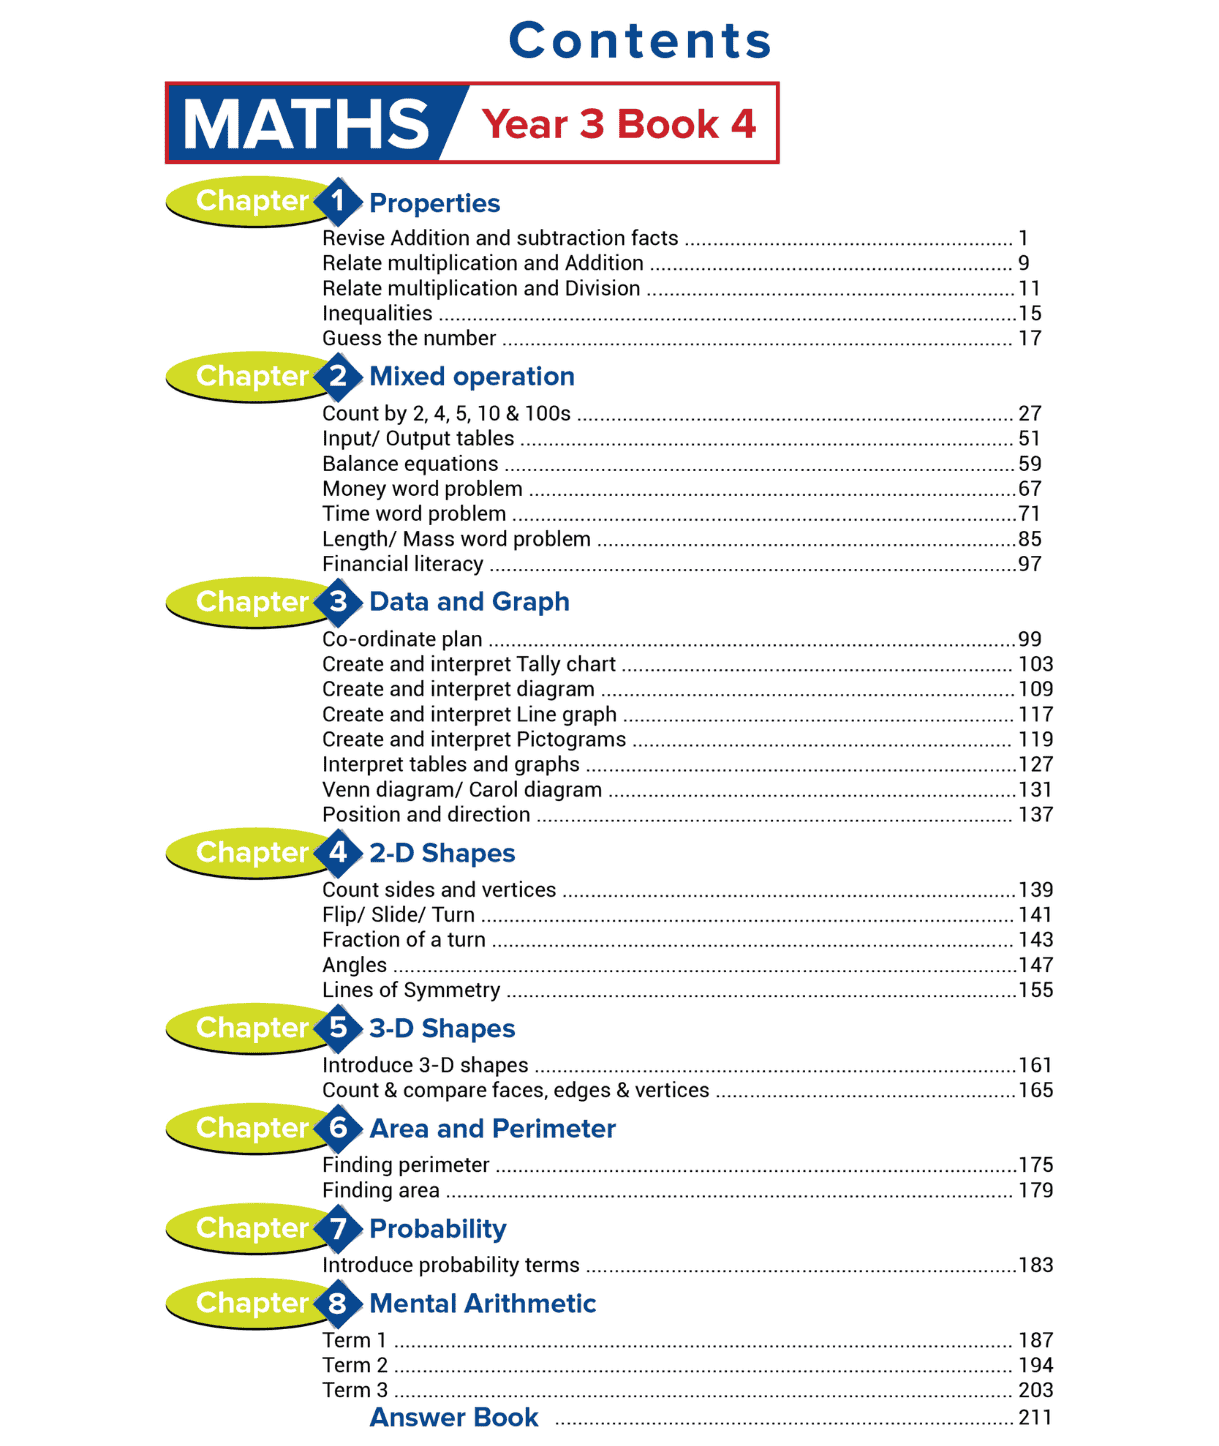 Contents
MATHS Year 3 Book 4
Chapter 1 Properties
Revise Addition and subtraction facts ........ 1
Relate multiplication and Addition ........ 9
Relate multiplication and Division ........ 11
Inequalities ........ 15
Guess the number ........ 17
Chapter 2 Mixed operation
Count by 2, 4, 5, 10 & 100s ........ 27
Input/ Output tables ........ 51
Balance equations ........ 59
Money word problem ........ 67
Time word problem ........ 71
Length/ Mass word problem ........ 85
Financial literacy ........ 97
Chapter 3 Data and Graph
Co-ordinate plan ........ 99
Create and interpret Tally chart ........ 103
Create and interpret diagram ........ 109
Create and interpret Line graph ........ 117
Create and interpret Pictograms ........ 119
Interpret tables and graphs ........ 127
Venn diagram/ Carol diagram ........ 131
Position and direction ........ 137
Chapter 4 2-D Shapes
Count sides and vertices ........ 139
Flip/ Slide/ Turn ........ 141
Fraction of a turn ........ 143
Angles ........ 147
Lines of Symmetry ........ 155
Chapter 5 3-D Shapes
Introduce 3-D shapes ........ 161
Count & compare faces, edges & vertices ........ 165
Chapter 6 Area and Perimeter
Finding perimeter ........ 175
Finding area ........ 179
Chapter 7 Probability
Introduce probability terms ........ 183
Chapter 8 Mental Arithmetic
Term 1 ........ 187
Term 2 ........ 194
Term 3 ........ 203
Answer Book ........ 211